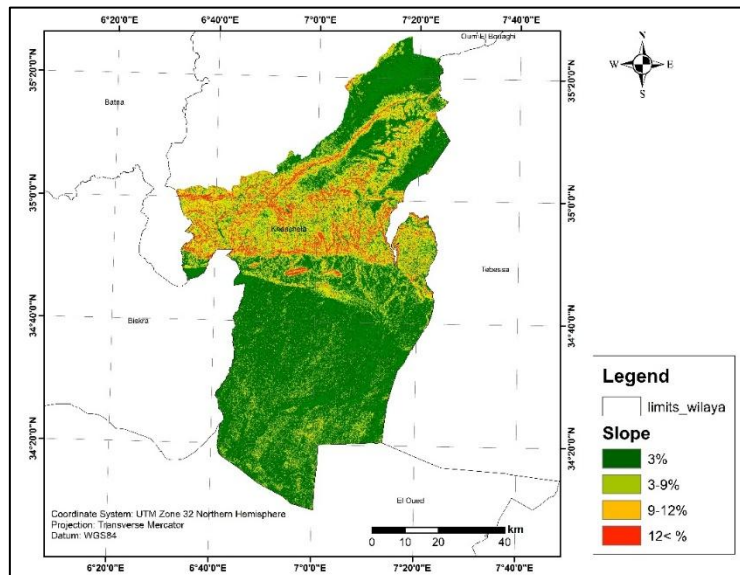 6°20'0"E 6°40'0"E 7°0'0"E 7°20'0"E 7°40'0"E
Oum El Bouaghi
35°20'0"N 35°20'0"N
N
W E
S
Batna
35°0'0"N 35°0'0"N
Khenchela
Tebessa
34°40'0"N 34°40'0"N
Biskra
Legend
limits_wilaya
Slope
3%
3-9%
9-12%
12< %
34°20'0"N 34°20'0"N
El Oued
Coordinate System: UTM Zone 32 Northern Hemisphere
Projection: Transverse Mercator
Datum: WGS84
km
0 10 20 40
6°20'0"E 6°40'0"E 7°0'0"E 7°20'0"E 7°40'0"E